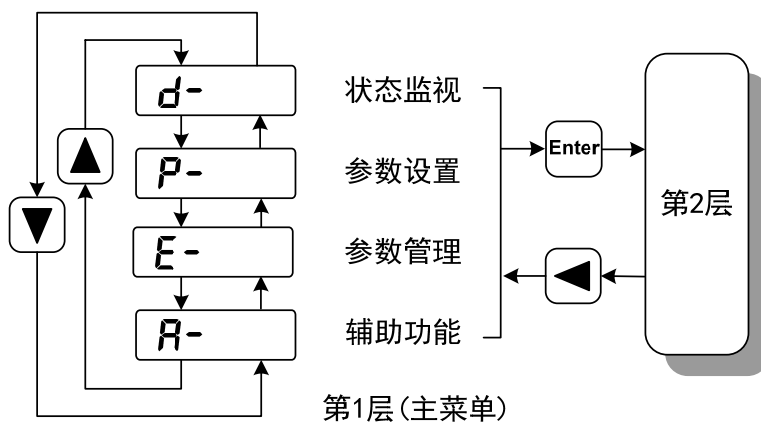 d-
状态监视
P-
参数设置
Enter
第2层
E-
参数管理
A-
辅助功能
第1层(主菜单)